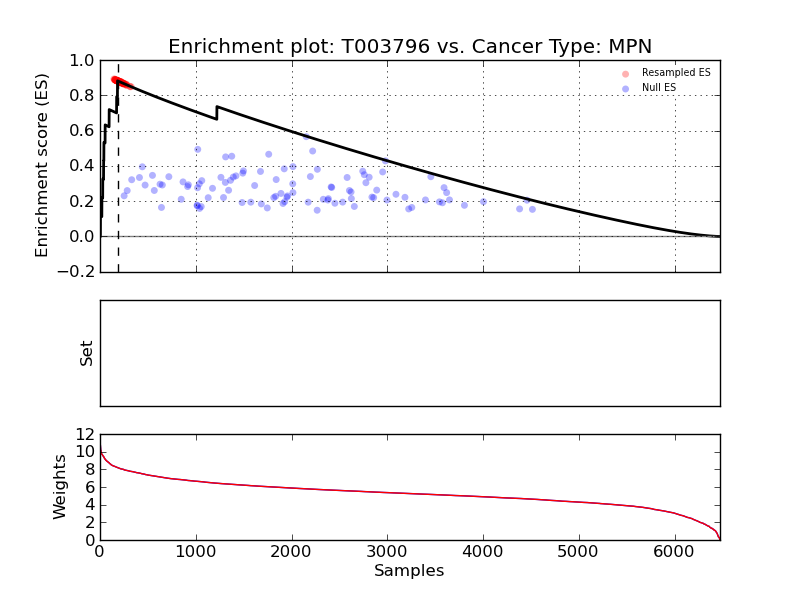 Enrichment plot: T003796 vs. Cancer Type: MPN
1.0
0.8
0.6
0.4
0.2
0.0
−0.2
Enrichment score (ES)
Resampled ES
Null ES
Set
12
10
8
6
4
2
0
Weights
0 1000 2000 3000 4000 5000 6000
Samples